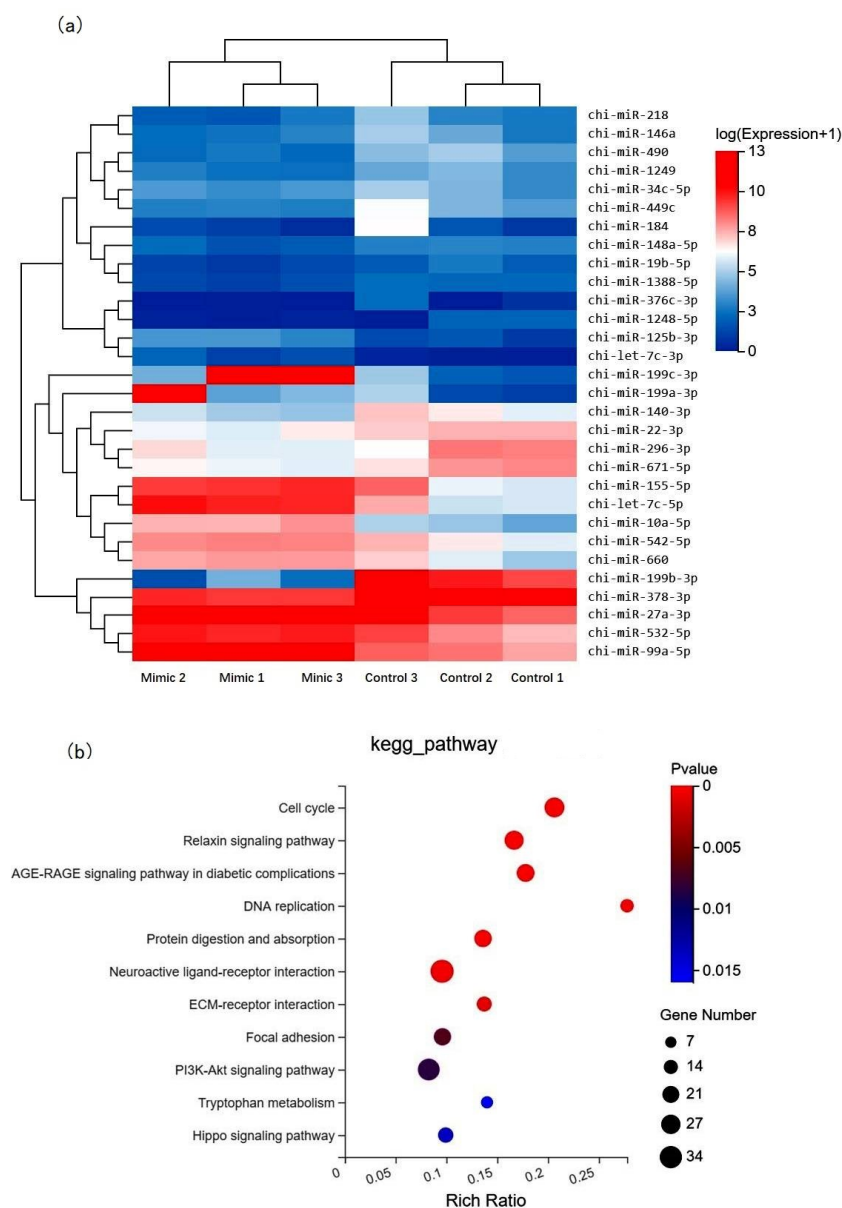 (a)
chi-miR-218
chi-miR-146a
chi-miR-490
chi-miR-1249
chi-miR-34c-5p
chi-miR-449c
chi-miR-184
chi-miR-148a-5p
chi-miR-19b-5p
chi-miR-1388-5p
chi-miR-376c-3p
chi-miR-1248-5p
chi-miR-125b-3p
chi-let-7c-3p
chi-miR-199c-3p
chi-miR-199a-3p
chi-miR-140-3p
chi-miR-22-3p
chi-miR-296-3p
chi-miR-671-5p
chi-miR-155-5p
chi-let-7c-5p
chi-miR-10a-5p
chi-miR-542-5p
chi-miR-660
chi-miR-199b-3p
chi-miR-378-3p
chi-miR-27a-3p
chi-miR-532-5p
chi-miR-99a-5p
log(Expression+1)
13
10
8
5
3
0
Mimic 2 Mimic 1 Minic 3 Control 3 Control 2 Control 1
(b)
kegg_pathway
Cell cycle
Relaxin signaling pathway
AGE-RAGE signaling pathway in diabetic complications
DNA replication
Protein digestion and absorption
Neuroactive ligand-receptor interaction
ECM-receptor interaction
Focal adhesion
PI3K-Akt signaling pathway
Tryptophan metabolism
Hippo signaling pathway
0 0.05 0.1 0.15 0.2 0.25
Rich Ratio
Pvalue
0
0.005
0.01
0.015
Gene Number
7
14
21
27
34